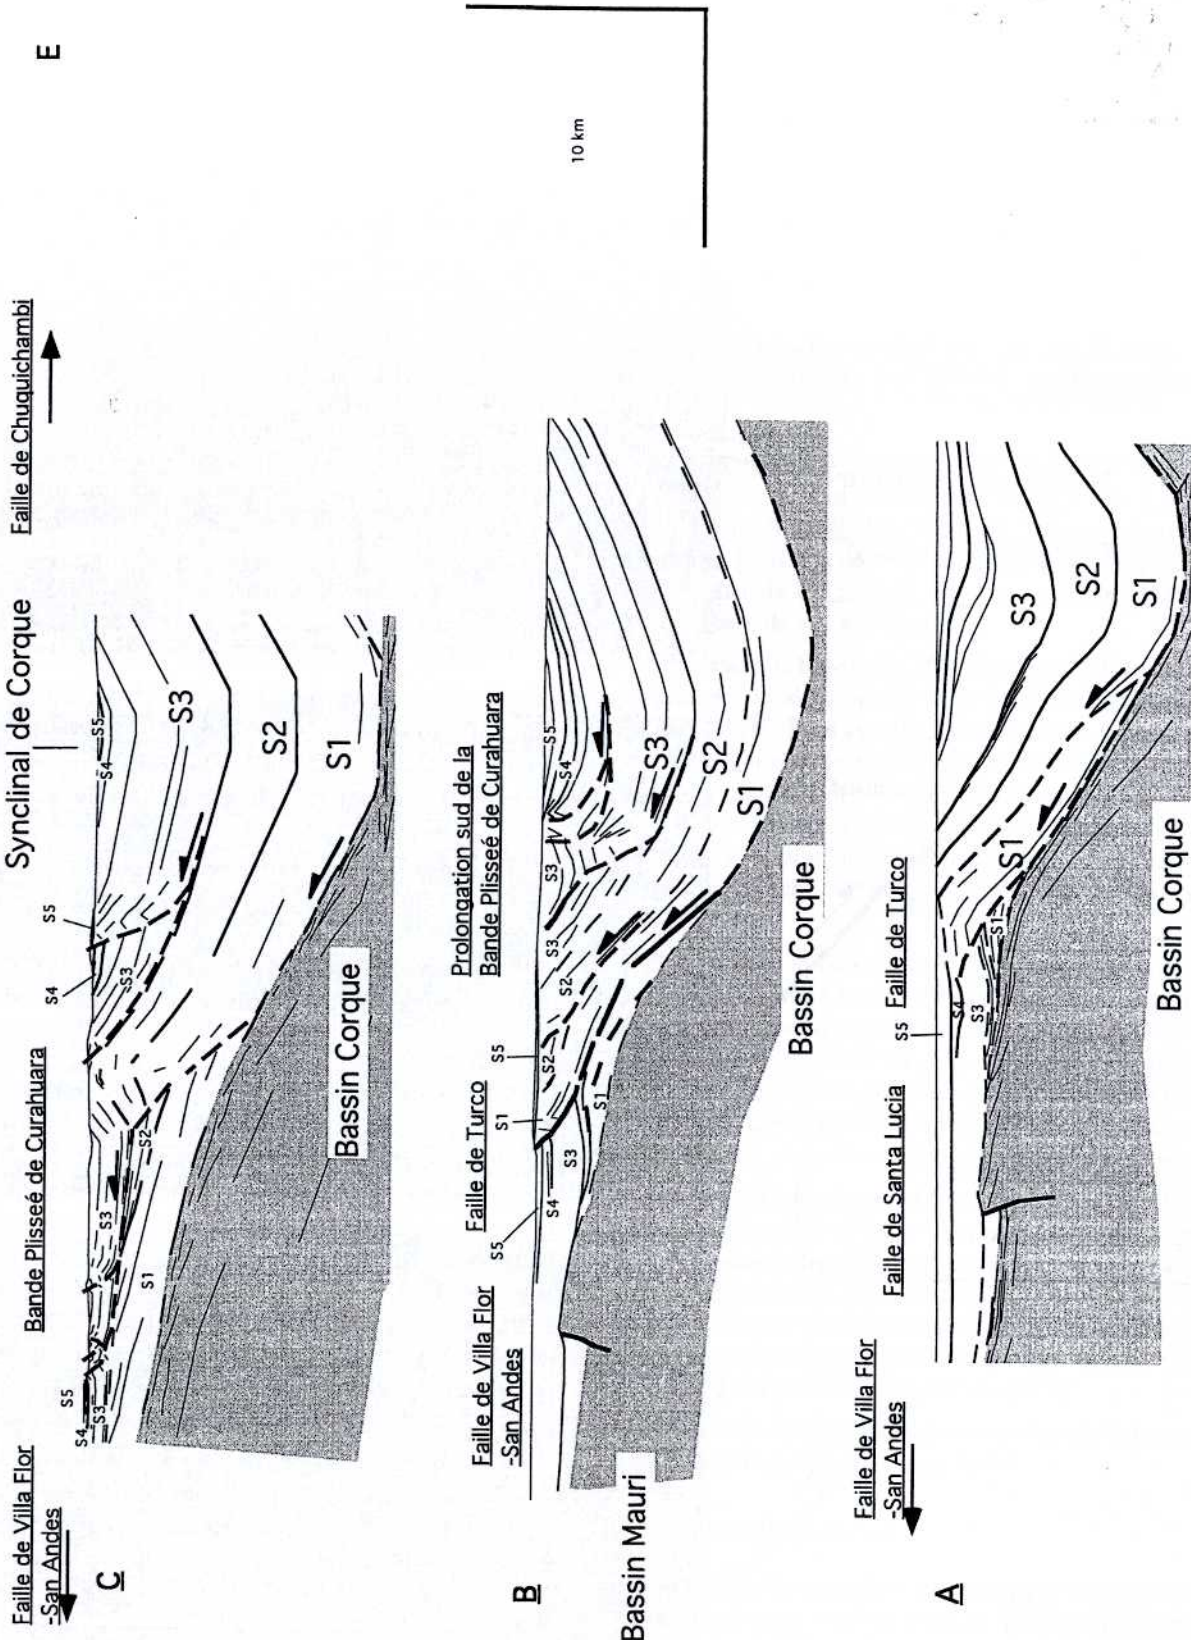 E
Synclinal de Corque
Faille de Chuquichambi
Bande Plisseé de Curahuara
Faille de Villa Flor
-San Andes
C
S5
S4
S5
S4
S3
S3
S2
S1
S4
S5
S3
S3
S2
S1
Bassin Corque
10 km
Prolongation sud de la
Bande Plisseé de Curahuara
Faille de Turco
Faille de Villa Flor
-San Andes
B
S5
S1
S5
S4
S3
S1
S2
S2
S3
S3
S4
S5
S3
S2
S1
Bassin Corque
Bassin Mauri
Faille de Turco
Faille de Santa Lucia
Faille de Villa Flor
-San Andes
A
S5
S4
S3
S1
S1
S3
S2
S1
Bassin Corque